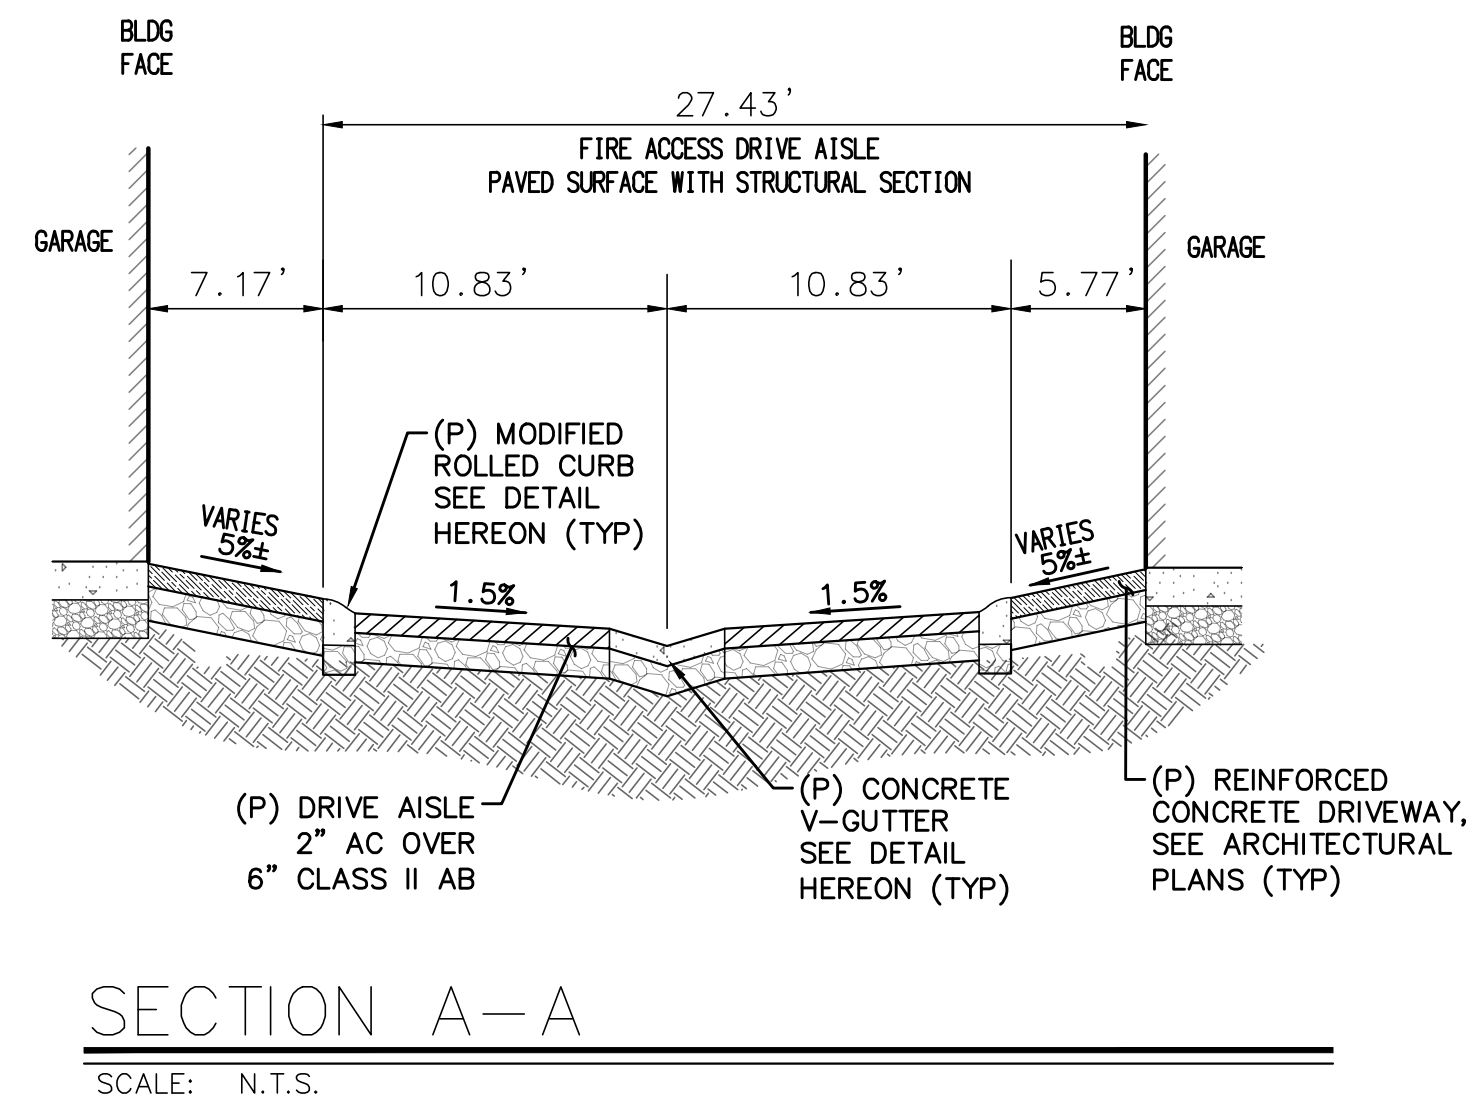 BLDG
FACE
BLDG
FACE
27.43'
FIRE ACCESS DRIVE AISLE
PAVED SURFACE WITH STRUCTURAL SECTION
GARAGE
GARAGE
7.17'
10.83'
10.83'
5.77'
(P) MODIFIED
ROLLED CURB
SEE DETAIL
HEREON (TYP)
VARIES
5%±
VARIES
5%±
1.5%
1.5%
(P) DRIVE AISLE
2" AC OVER
6" CLASS II AB
(P) CONCRETE
V-GUTTER
SEE DETAIL
HEREON (TYP)
(P) REINFORCED
CONCRETE DRIVEWAY,
SEE ARCHITECTURAL
PLANS (TYP)
SECTION A-A
SCALE: N.T.S.